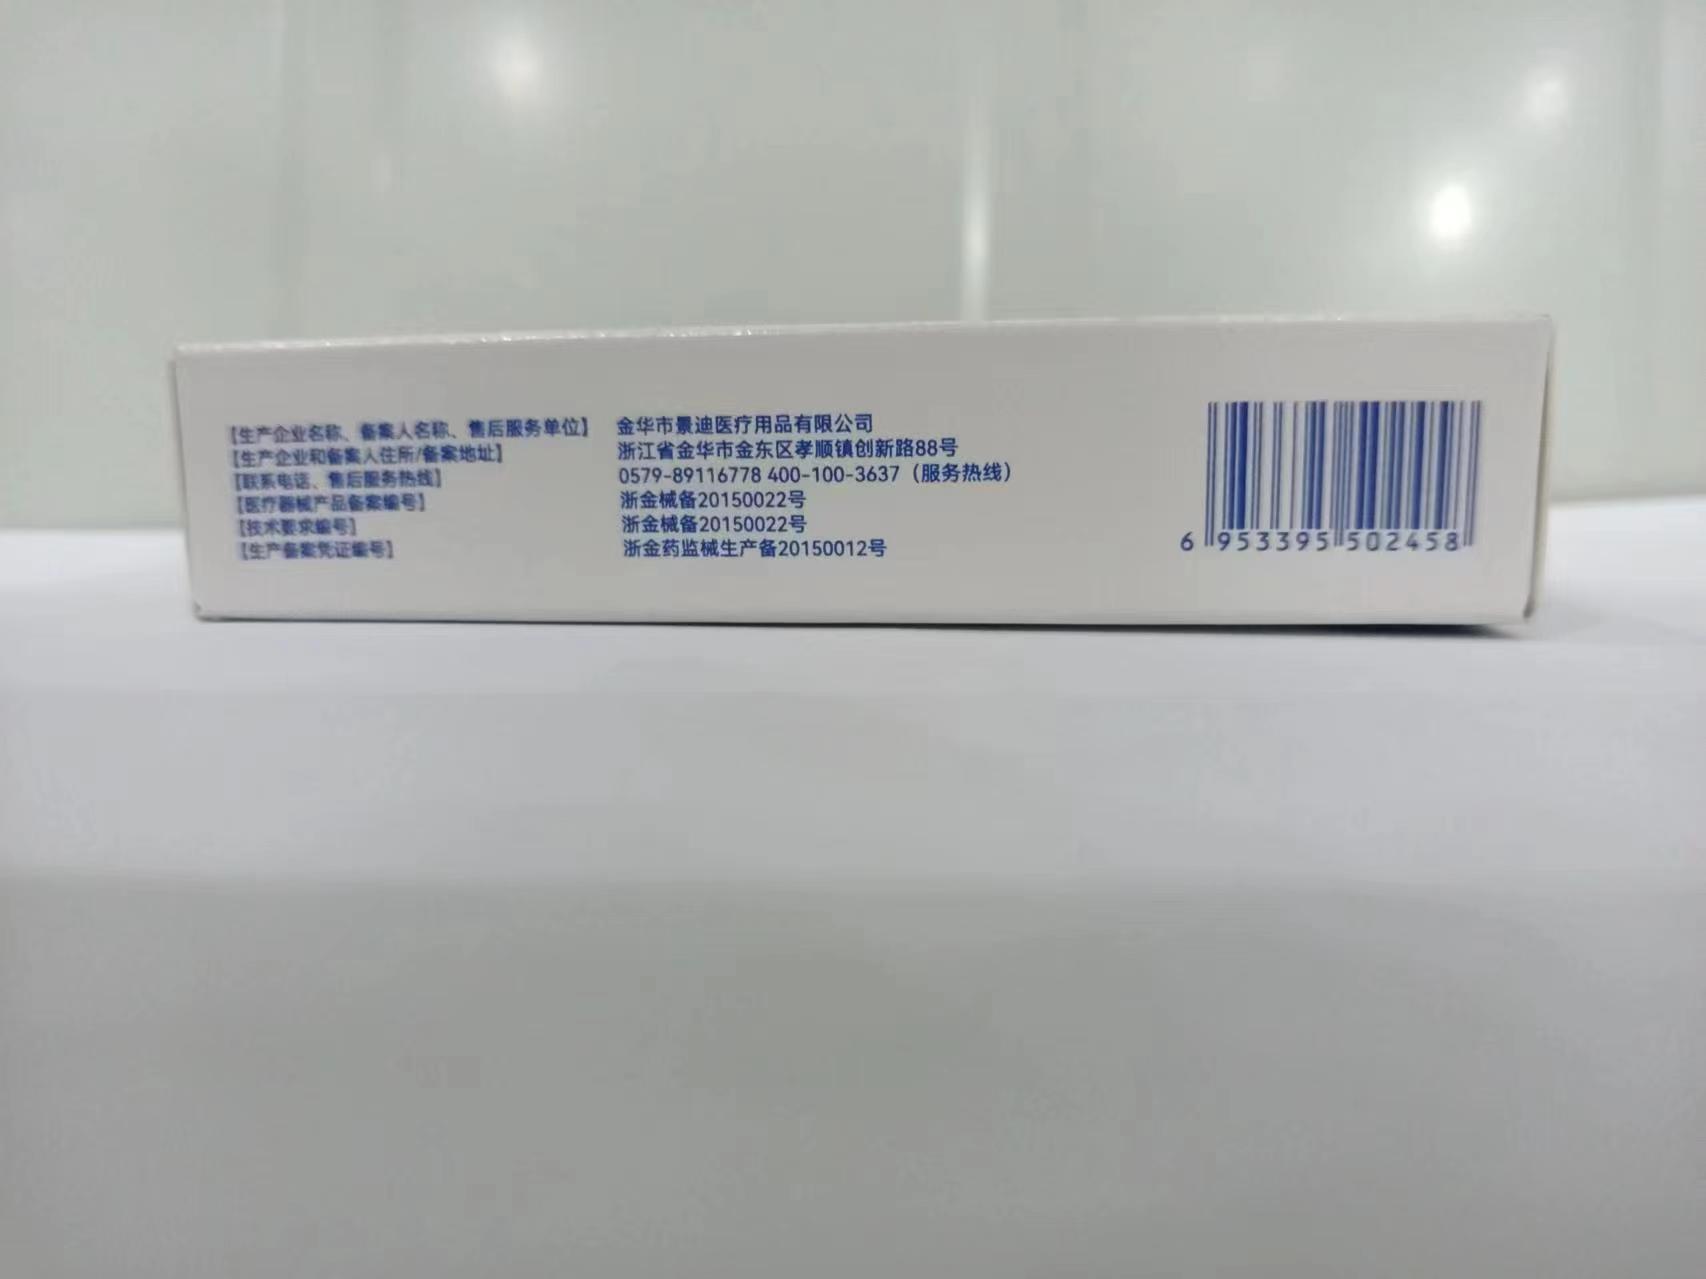 【生产企业名称、备案人名称、售后服务单位】 金华市景迪医疗用品有限公司
【生产企业和备案人住所/备案地址】 浙江省金华市金东区孝顺镇创新路88号
【联系电话、售后服务热线】 0579-89116778 400-100-3637（服务热线）
【医疗器械产品备案编号】 浙金械备20150022号
【技术要求编号】 浙金械备20150022号
【生产备案凭证编号】 浙金药监械生产备20150012号
6 953395 502458